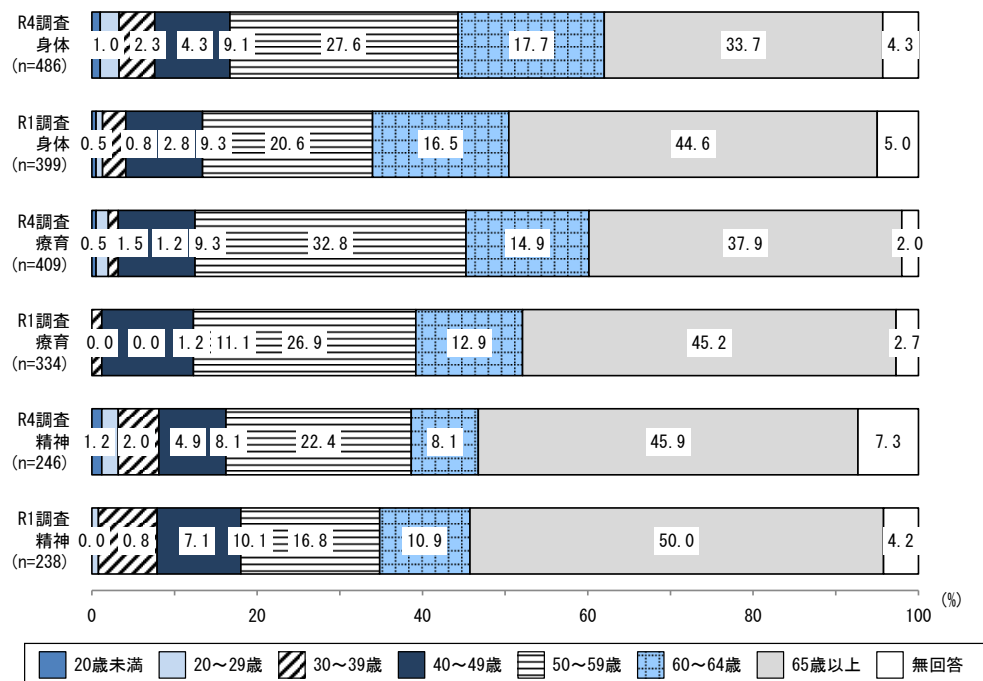 R4調査
身体
(n=486)
1.0 2.3 4.3 9.1 27.6 17.7 33.7 4.3
R1調査
身体
(n=399)
0.5 0.8 2.8 9.3 20.6 16.5 44.6 5.0
R4調査
療育
(n=409)
0.5 1.5 1.2 9.3 32.8 14.9 37.9 2.0
R1調査
療育
(n=334)
0.0 0.0 1.2 11.1 26.9 12.9 45.2 2.7
R4調査
精神
(n=246)
1.2 2.0 4.9 8.1 22.4 8.1 45.9 7.3
R1調査
精神
(n=238)
0.0 0.8 7.1 10.1 16.8 10.9 50.0 4.2
0 20 40 60 80 100 (%)
20歳未満 20～29歳 30～39歳 40～49歳 50～59歳 60～64歳 65歳以上 無回答